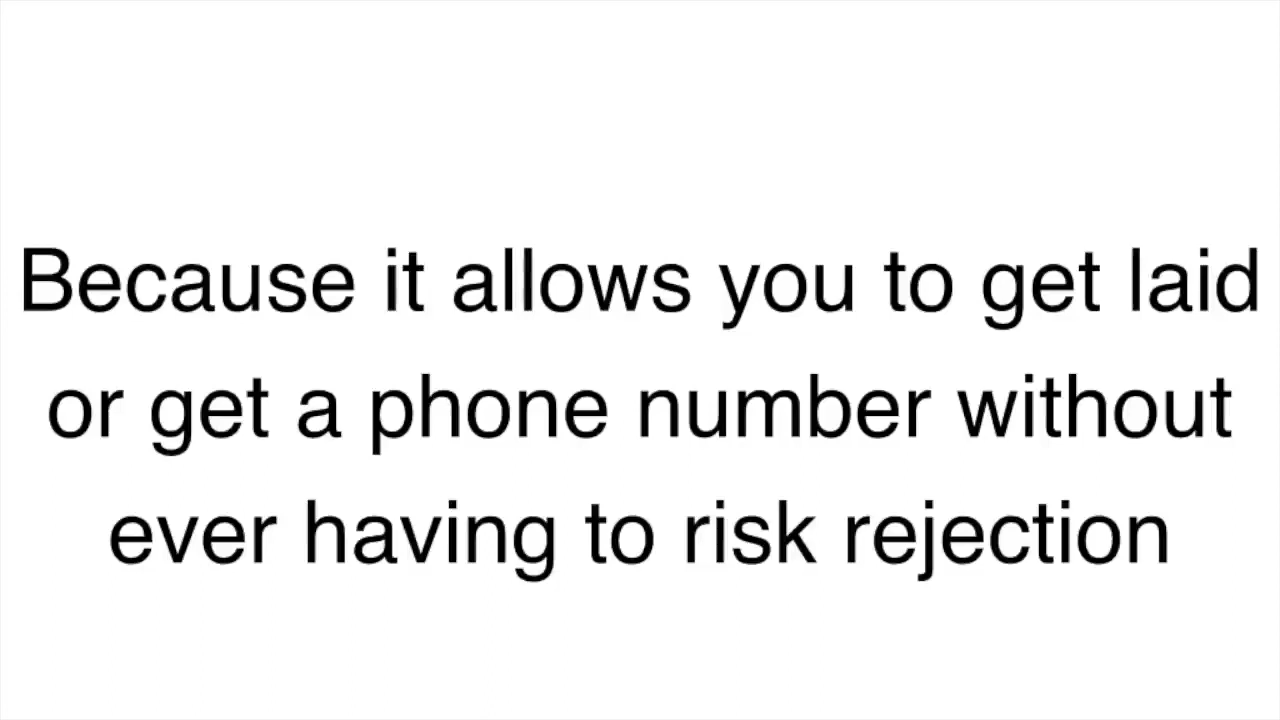 Because it allows you to get laid
or get a phone number without
ever having to risk rejection